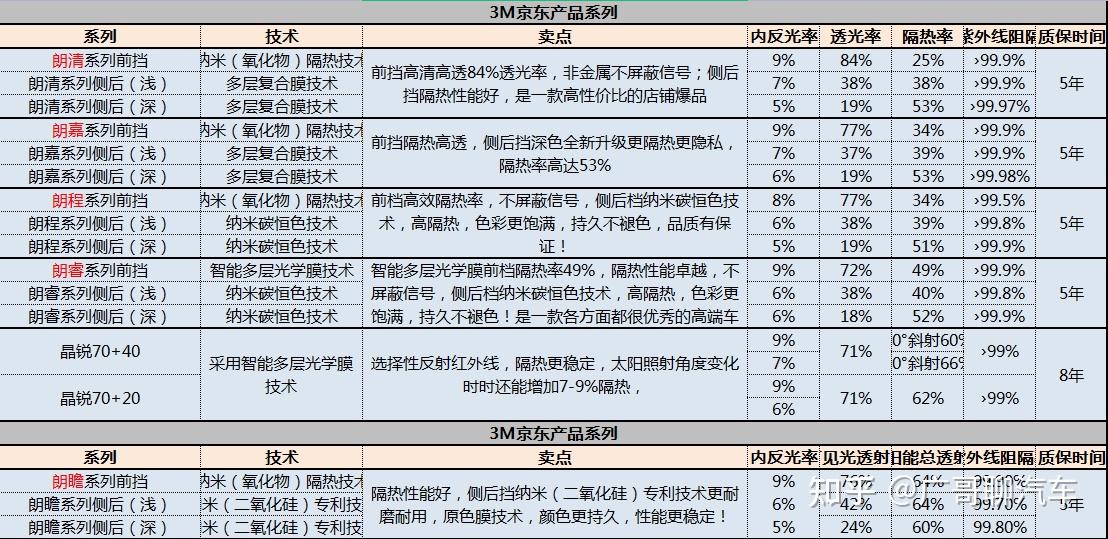 3M京东产品系列
系列 技术 卖点 内反光率 透光率 隔热率 紫外线阻隔 质保时间
朗清系列前挡 纳米（氧化物）隔热技术 9% 84% 25% ›99.9%
朗清系列侧后（浅） 多层复合膜技术 7% 38% 38% ›99.9%
朗清系列侧后（深） 多层复合膜技术 5% 19% 53% ›99.97%
前挡高清高透84%透光率，非金属不屏蔽信号；侧后
挡隔热性能好，是一款高性价比的店铺爆品
5年
朗嘉系列前挡 纳米（氧化物）隔热技术 9% 77% 34% ›99.9%
朗嘉系列侧后（浅） 多层复合膜技术 7% 37% 39% ›99.9%
朗嘉系列侧后（深） 多层复合膜技术 6% 19% 53% ›99.98%
前挡隔热高透，侧后挡深色全新升级更隔热更隐私，
隔热率高达53%
5年
朗程系列前挡 纳米（氧化物）隔热技术 8% 77% 34% ›99.5%
朗程系列侧后（浅） 纳米碳恒色技术 6% 38% 39% ›99.8%
朗程系列侧后（深） 纳米碳恒色技术 5% 19% 51% ›99.9%
前档高效隔热率，不屏蔽信号，侧后档纳米碳恒色技
术，高隔热，色彩更饱满，持久不褪色，品质有保
证！
5年
朗睿系列前挡 智能多层光学膜技术 9% 72% 49% ›99.9%
朗睿系列侧后（浅） 纳米碳恒色技术 6% 38% 40% ›99.8%
朗睿系列侧后（深） 纳米碳恒色技术 6% 18% 52% ›99.9%
智能多层光学膜前档隔热率49%，隔热性能卓越，不
屏蔽信号，侧后档纳米碳恒色技术，高隔热，色彩更
饱满，持久不褪色！是一款各方面都很优秀的高端车
5年
晶锐70+40 9% 7% 71% 0°斜射60% 0°斜射66% ›99%
采用智能多层光学膜
技术
选择性反射红外线，隔热更稳定，太阳照射角度变化
时时还能增加7-9%隔热，
晶锐70+20 9% 6% 71% 62% ›99%
8年
3M京东产品系列
系列 技术 卖点 内反光率 见光透射 日能总透射 外线阻隔 质保时间
朗瞻系列前挡 纳米（氧化物）隔热技术 9% 76% 64% 99.90%
朗瞻系列侧后（浅） 米（二氧化硅）专利技 6% 42% 64% 99.70%
朗瞻系列侧后（深） 米（二氧化硅）专利技 5% 24% 60% 99.80%
隔热性能好，侧后挡纳米（二氧化硅）专利技术更耐
磨耐用，原色膜技术，颜色更持久，性能更稳定！
5年
知乎 @广哥聊汽车